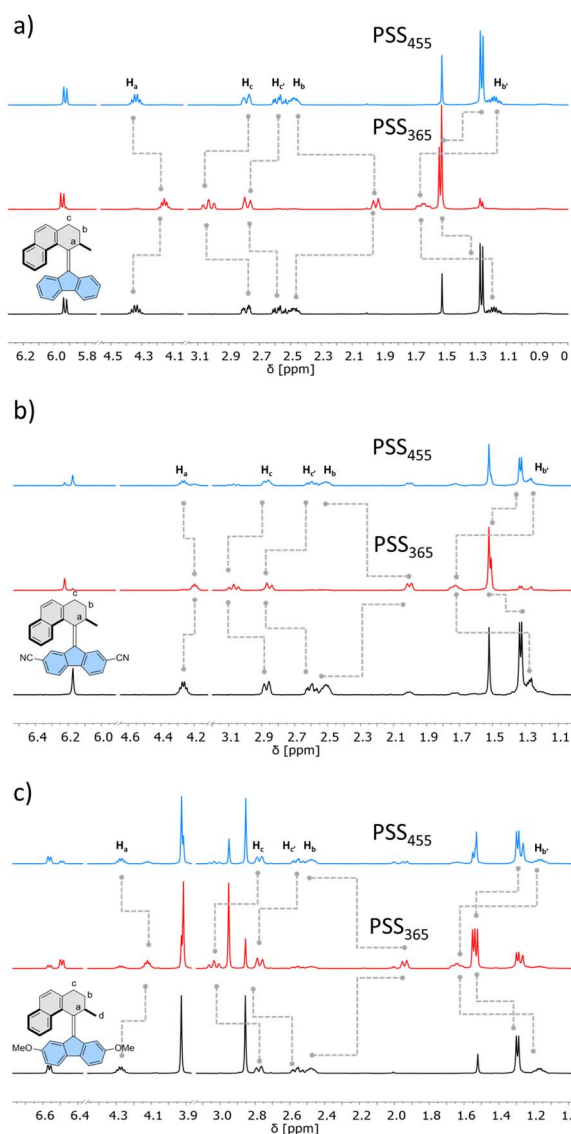 a)
PSS455
Ha Hc Hc' Hb Hb'
PSS365
c
b
a
6.2 6.0 5.8 4.5 4.3 4.1 3.1 2.9 2.7 2.5 2.3 2.1 1.9 1.7 1.5 1.3 1.1 0.9 0
δ [ppm]
b)
PSS455
Ha Hc Hc' Hb Hb'
PSS365
c
b
a
NC CN
6.4 6.2 6.0 4.6 4.4 4.2 3.1 2.9 2.7 2.5 2.3 2.1 1.9 1.7 1.5 1.3 1.1
δ [ppm]
c)
PSS455
Ha Hc Hc' Hb Hb'
PSS365
c
b
a d
MeO OMe
6.6 6.4 4.3 4.1 3.9 3.0 2.8 2.6 2.4 2.2 2.0 1.8 1.6 1.4 1.2 1.0
δ [ppm]